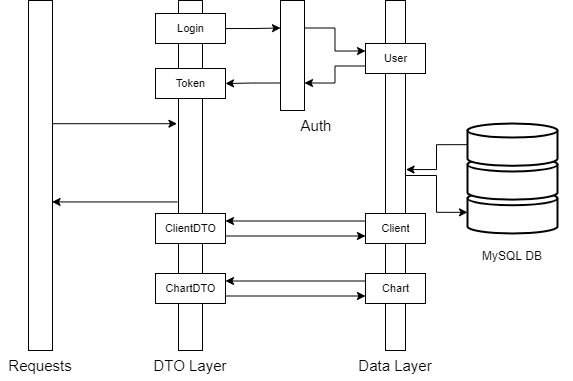 Login
User
Token
Auth
ClientDTO
Client
MySQL DB
ChartDTO
Chart
Requests
DTO Layer
Data Layer